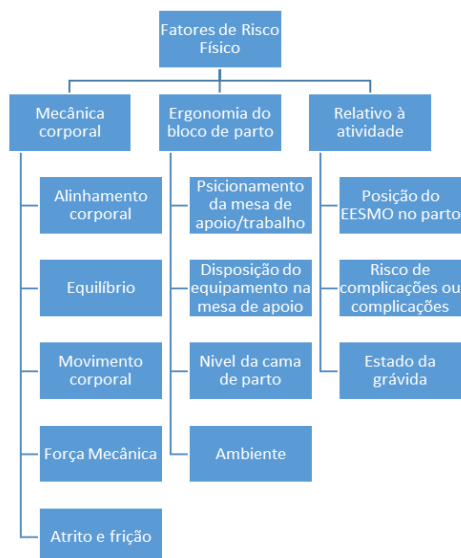 Fatores de Risco
Físico
Mecânica
corporal
Alinhamento
corporal
Equilíbrio
Movimento
corporal
Força Mecânica
Atrito e frição
Ergonomia do
bloco de parto
Psicionamento
da mesa de
apoio/trabalho
Disposição do
equipamento na
mesa de apoio
Nivel da cama
de parto
Ambiente
Relativo à
atividade
Posição do
EESMO no parto
Risco de
complicações ou
complicações
Estado da
grávida